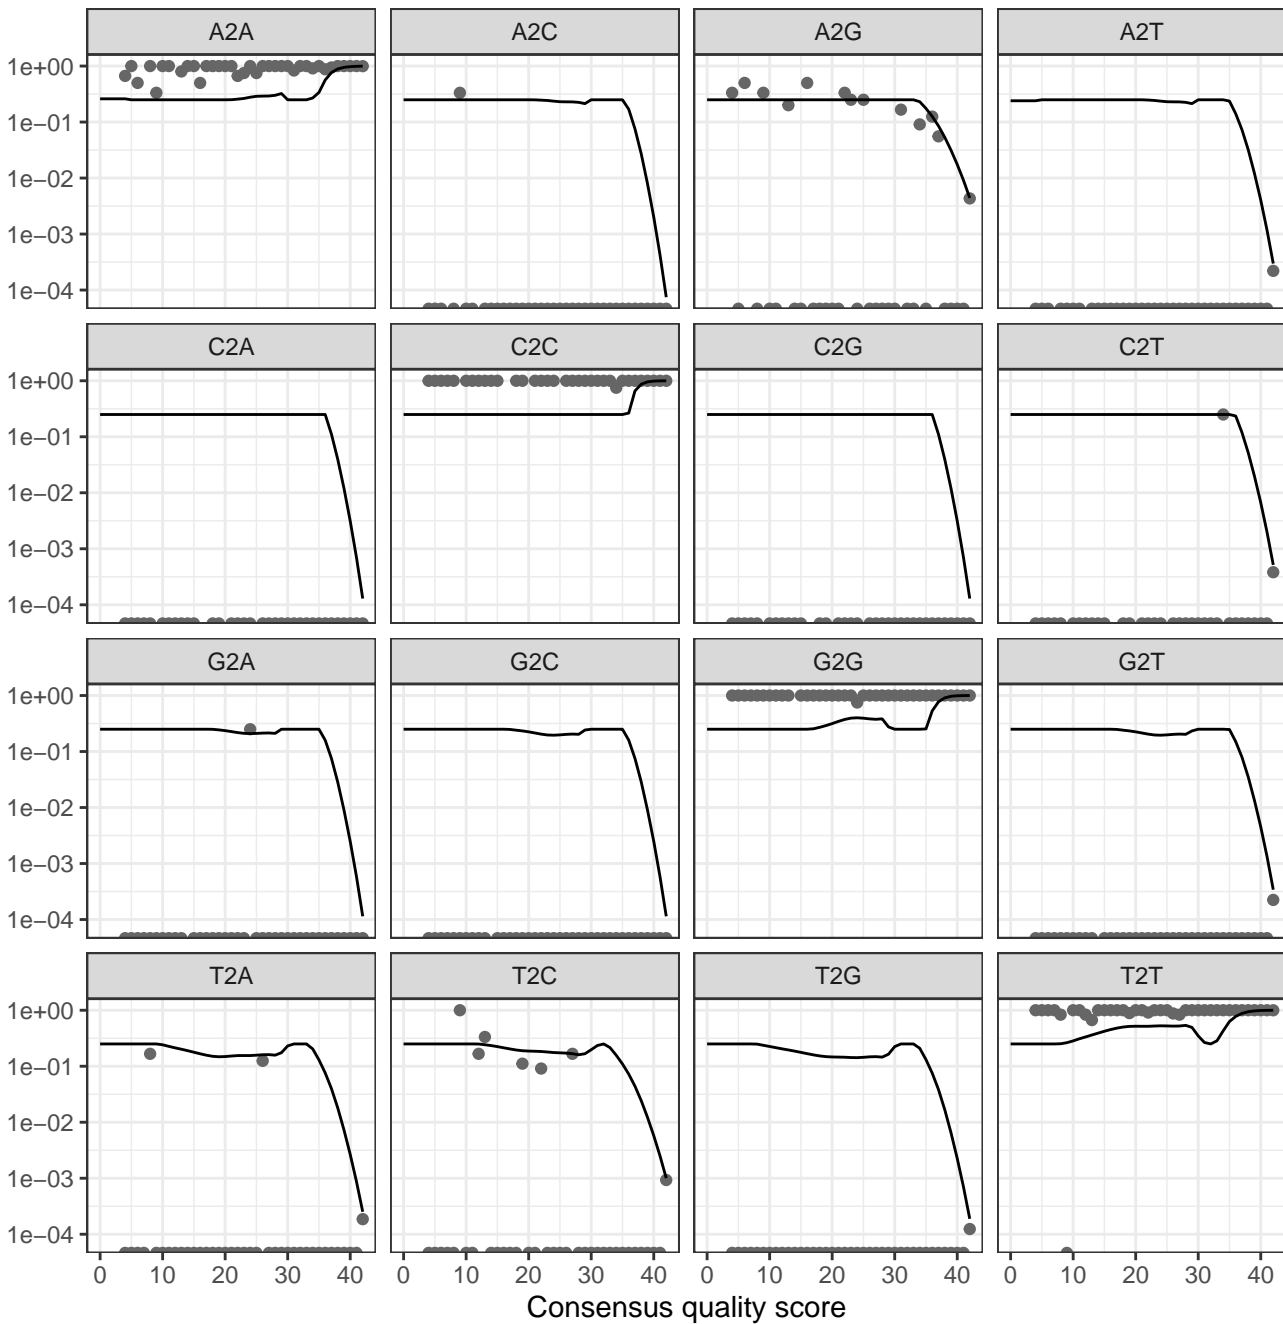 A2A A2C A2G A2T
1e+00
1e−01
1e−02
1e−03
1e−04
C2A C2C C2G C2T
1e+00
1e−01
1e−02
1e−03
1e−04
G2A G2C G2G G2T
1e+00
1e−01
1e−02
1e−03
1e−04
T2A T2C T2G T2T
1e+00
1e−01
1e−02
1e−03
1e−04
0 10 20 30 40 0 10 20 30 40 0 10 20 30 40 0 10 20 30 40
Consensus quality score